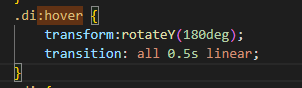 .di:hover {
transform:rotateY(180deg);
transition: all 0.5s linear;
}